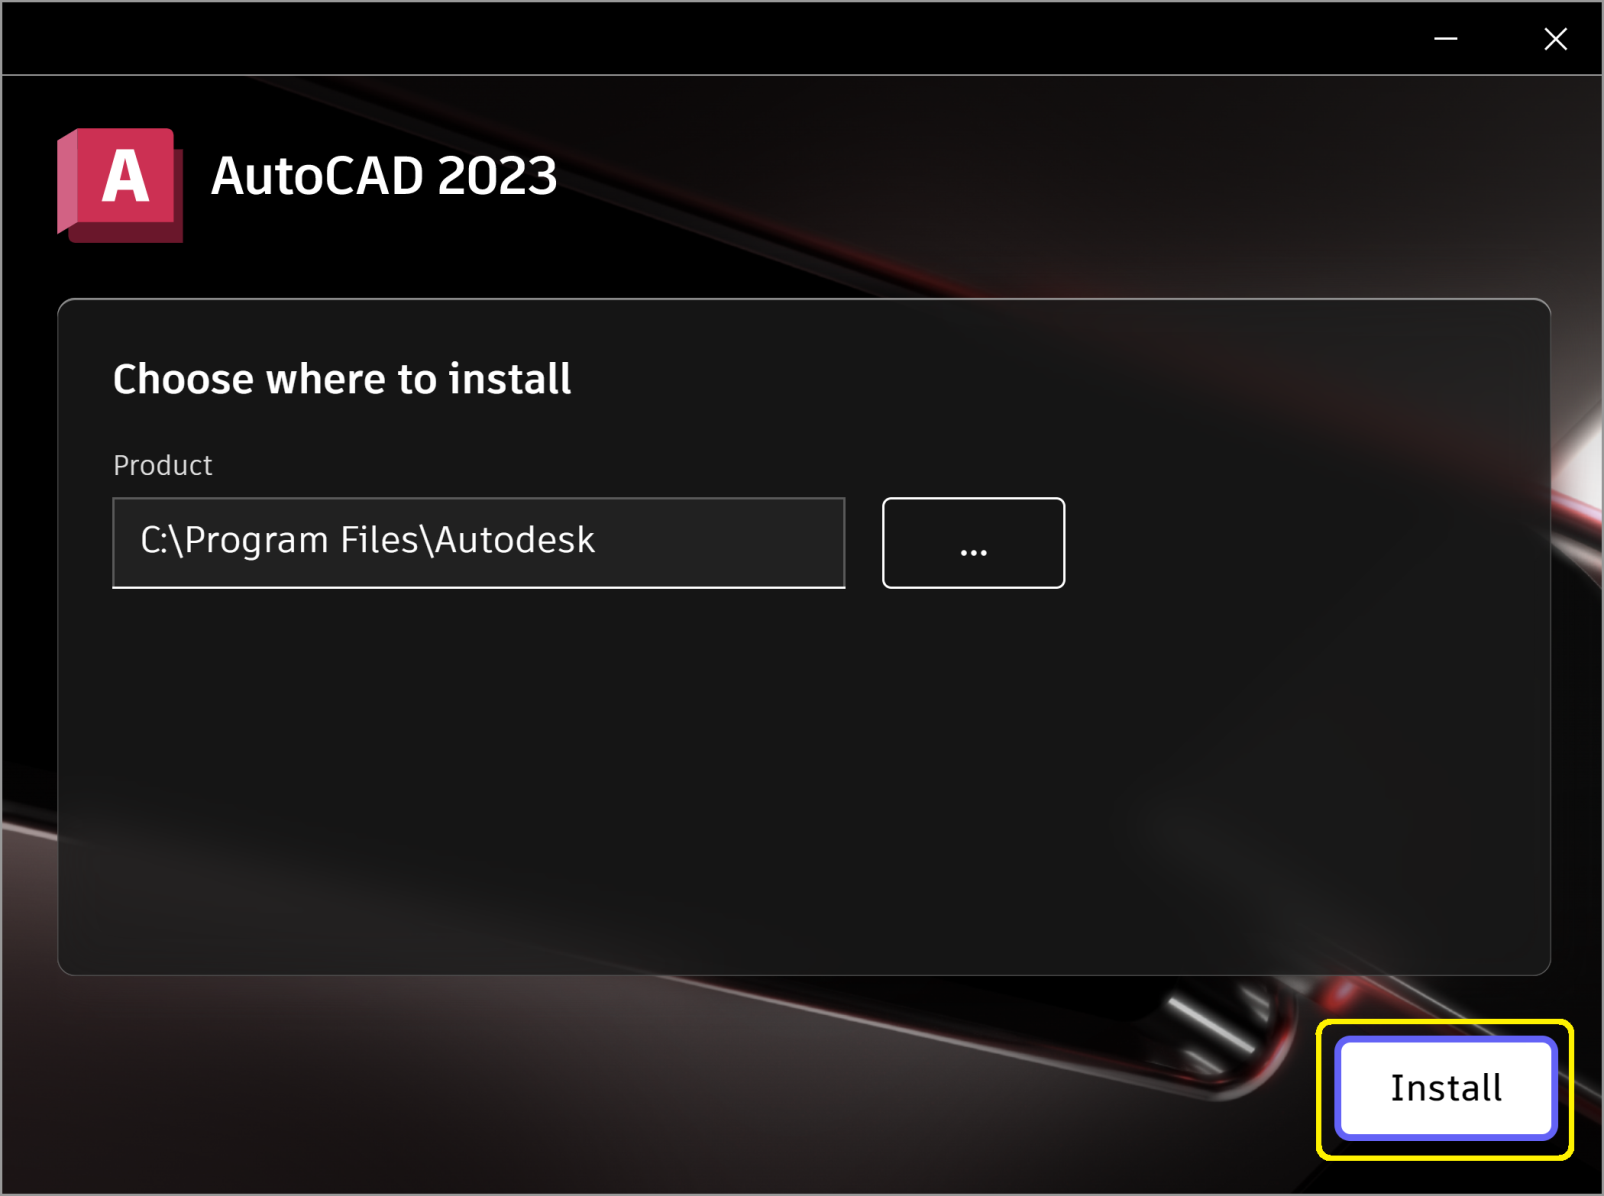 A
AutoCAD 2023
Choose where to install
Product
C:\Program Files\Autodesk
...
Install